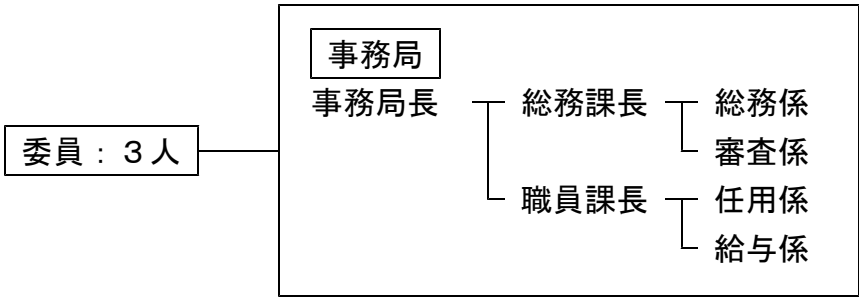 事務局
事務局長 総務課長 総務係
委員：３人 審査係
職員課長 任用係
給与係